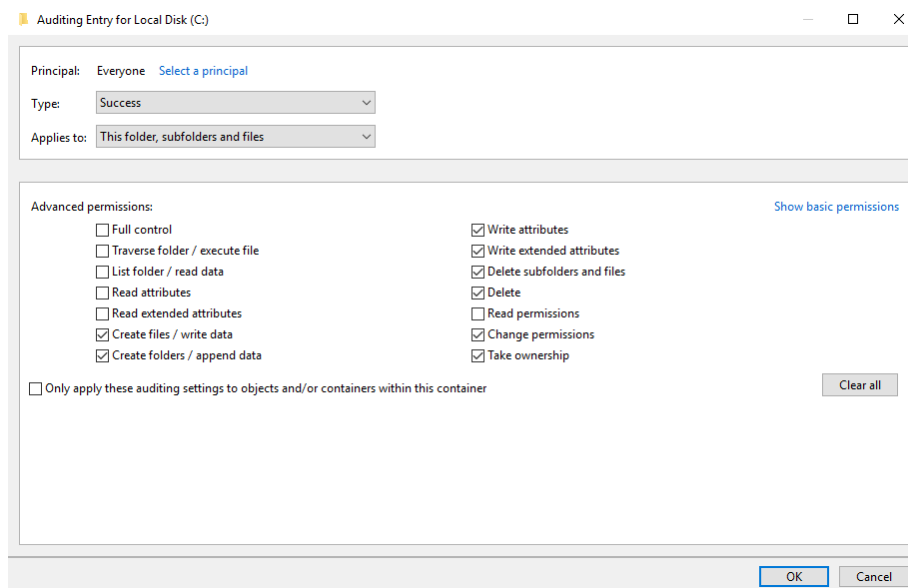 Auditing Entry for Local Disk (C:)
Principal: Everyone Select a principal
Type: Success
Applies to: This folder, subfolders and files
Advanced permissions: Show basic permissions
Full control Write attributes
Traverse folder / execute file Write extended attributes
List folder / read data Delete subfolders and files
Read attributes Delete
Read extended attributes Read permissions
Create files / write data Change permissions
Create folders / append data Take ownership
Only apply these auditing settings to objects and/or containers within this container Clear all
OK Cancel